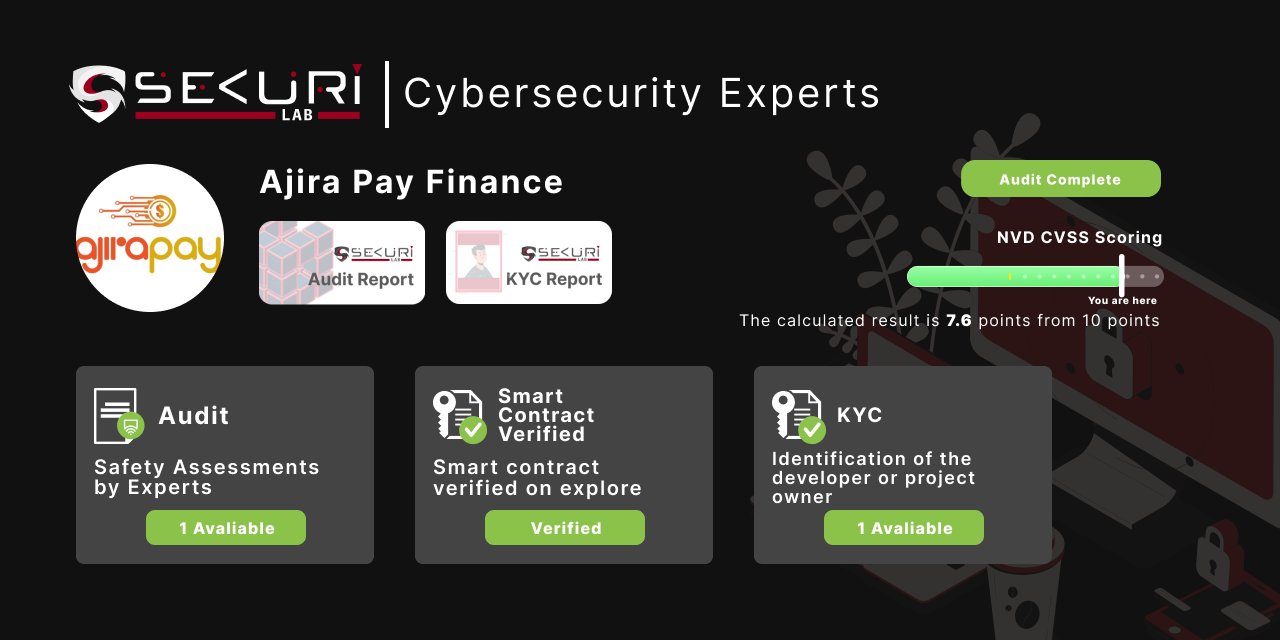 SEKURI
LAB
Cybersecurity Experts
Ajira Pay Finance
Audit Complete
ajirapay
$
SEKURI
LAB
Audit Report
SEKURI
LAB
KYC Report
NVD CVSS Scoring
You are here
The calculated result is 7.6 points from 10 points
Audit
Safety Assessments
by Experts
1 Avaliable
Smart
Contract
Verified
Smart contract
verified on explore
Verified
KYC
Identification of the
developer or project
owner
1 Avaliable